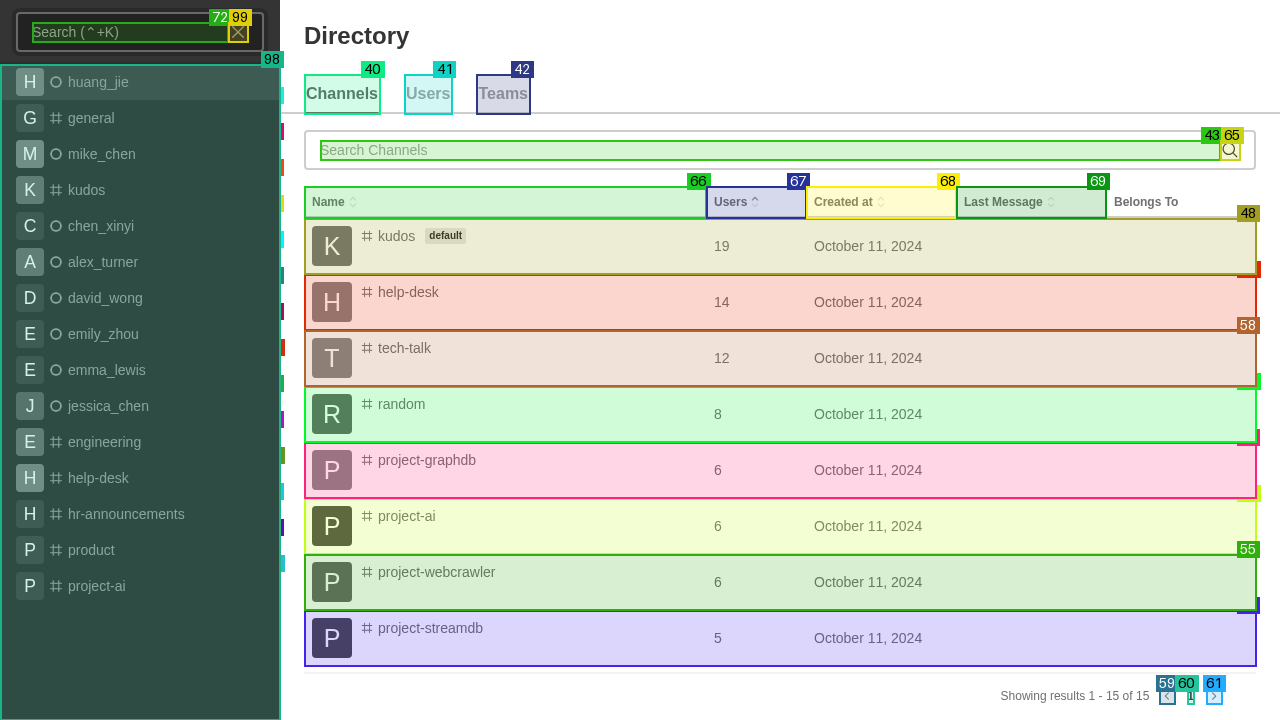 Search (⌃+K)
72
99
98
H huang_jie
G general
M mike_chen
K kudos
C chen_xinyi
A alex_turner
D david_wong
E emily_zhou
E emma_lewis
J jessica_chen
E engineering
H help-desk
H hr-announcements
P product
P project-ai
Directory
40
41
42
Channels
Users
Teams
43
65
Search Channels
66
67
68
69
Name
Users
Created at
Last Message
Belongs To
48
K kudos default 19 October 11, 2024
H help-desk 14 October 11, 2024
58
T tech-talk 12 October 11, 2024
R random 8 October 11, 2024
P project-graphdb 6 October 11, 2024
P project-ai 6 October 11, 2024
55
P project-webcrawler 6 October 11, 2024
P project-streamdb 5 October 11, 2024
59
60
61
Showing results 1 - 15 of 15
1